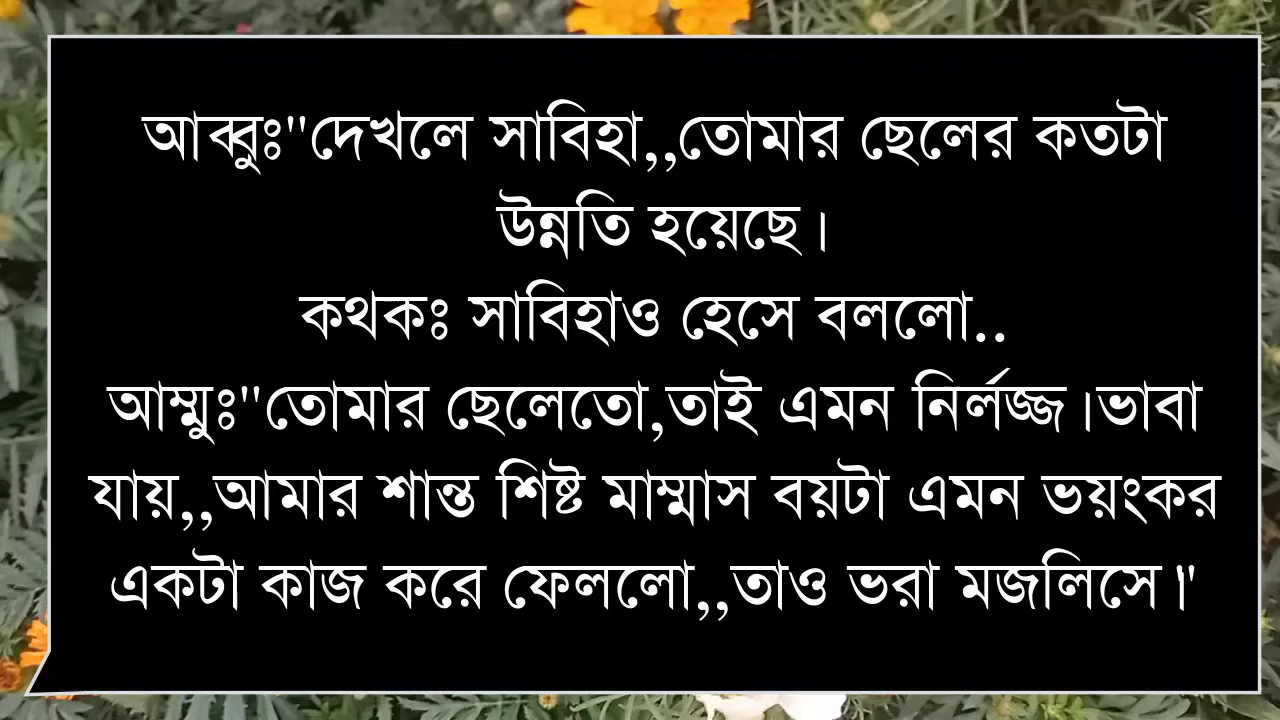 আব্বুঃ"দেখলে সাবিহা,,তোমার ছেলের কতটা
উন্নতি হয়েছে।
কথকঃ সাবিহাও হেসে বললো..
আম্মুঃ"তোমার ছেলেতো,তাই এমন নির্লজ্জ।ভাবা
যায়,,আমার শান্ত শিষ্ট মাম্মাস বয়টা এমন ভয়ংকর
একটা কাজ করে ফেললো,,তাও ভরা মজলিসে।"